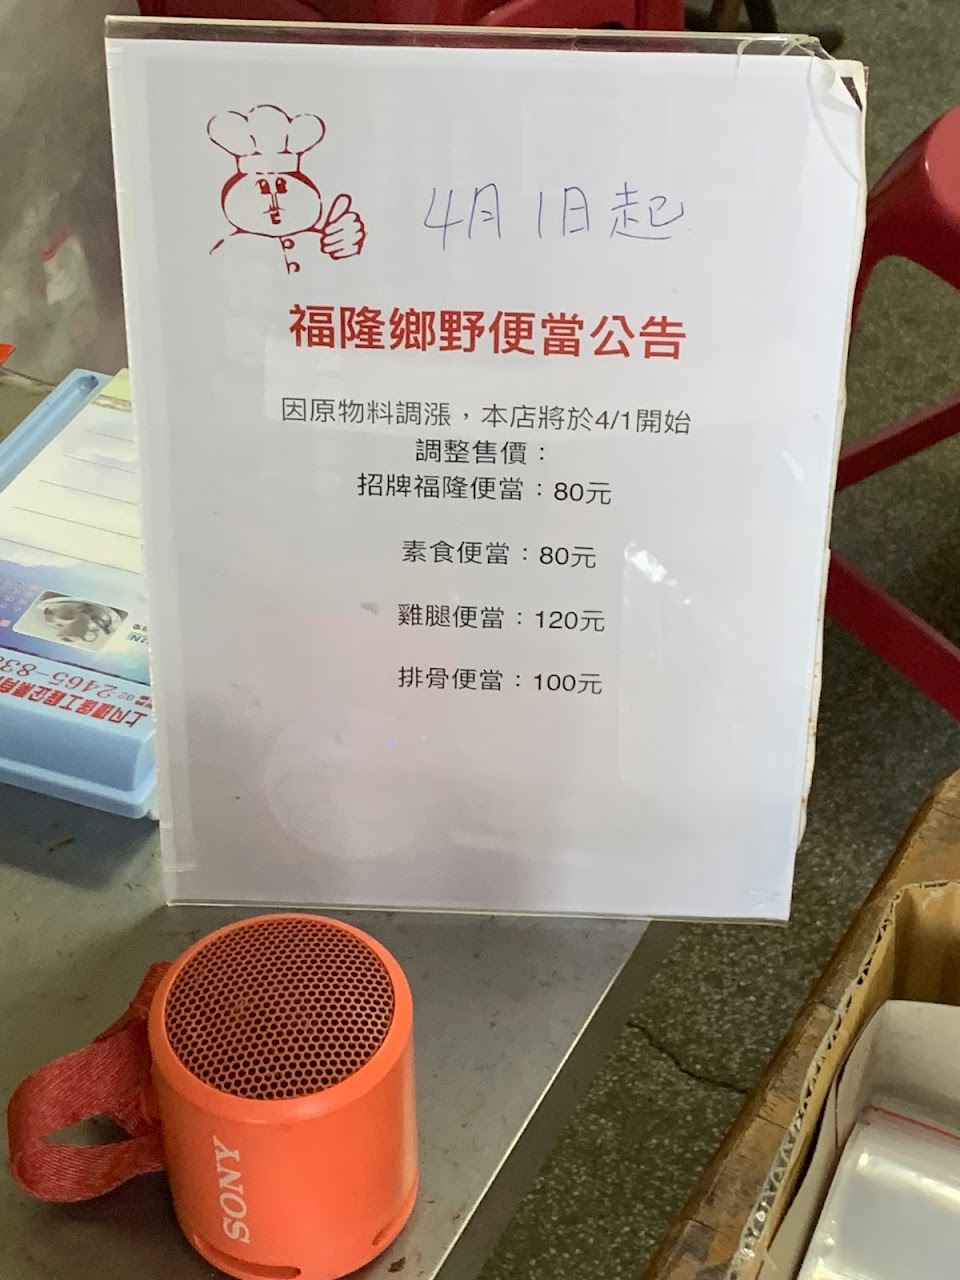 4月1日起
福隆鄉野便當公告
因原物料調漲，本店將於4/1開始
調整售價：
招牌福隆便當：80元
素食便當：80元
雞腿便當：120元
排骨便當：100元
2465-83
SONY